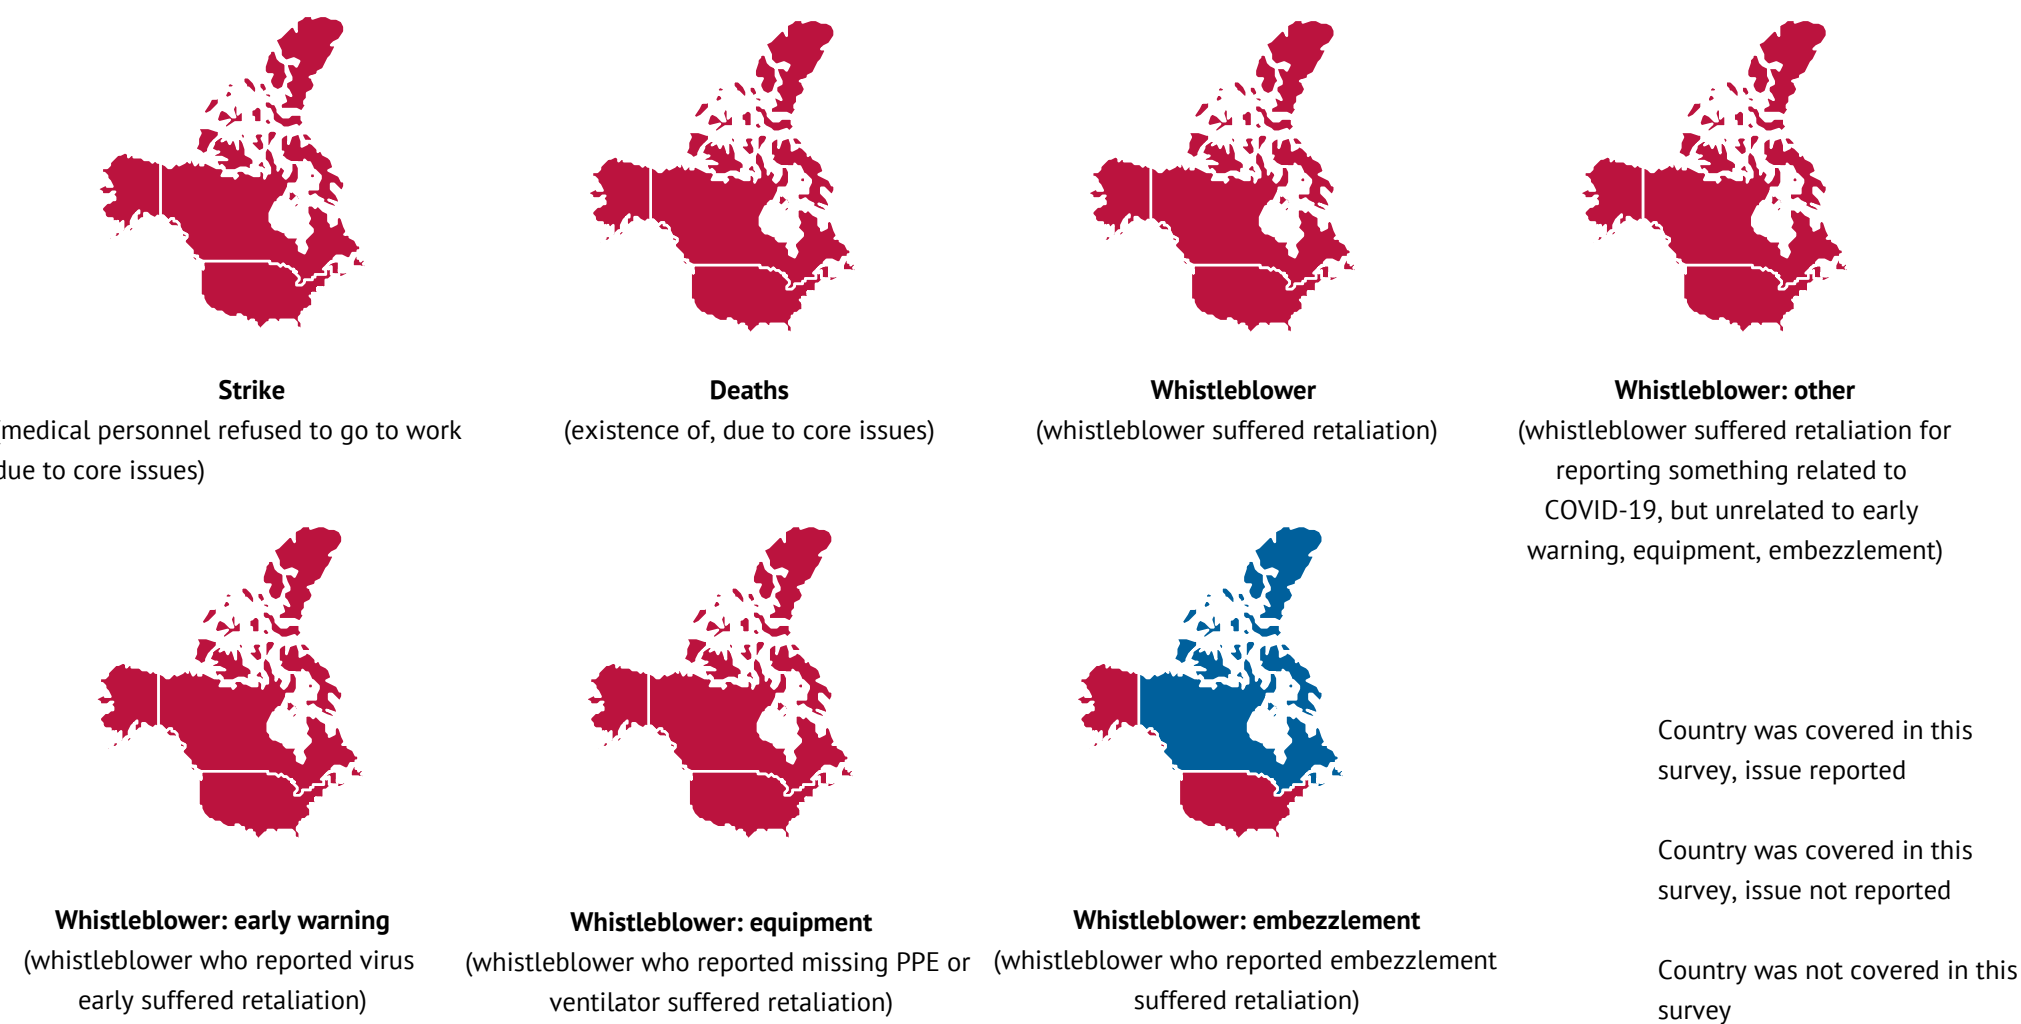 Strike
(medical personnel refused to go to work
due to core issues)
Deaths
(existence of, due to core issues)
Whistleblower
(whistleblower suffered retaliation)
Whistleblower: other
(whistleblower suffered retaliation for
reporting something related to
COVID-19, but unrelated to early
warning, equipment, embezzlement)
Whistleblower: early warning
(whistleblower who reported virus
early suffered retaliation)
Whistleblower: equipment
(whistleblower who reported missing PPE or
ventilator suffered retaliation)
Whistleblower: embezzlement
(whistleblower who reported embezzlement
suffered retaliation)
Country was covered in this
survey, issue reported
Country was covered in this
survey, issue not reported
Country was not covered in this
survey